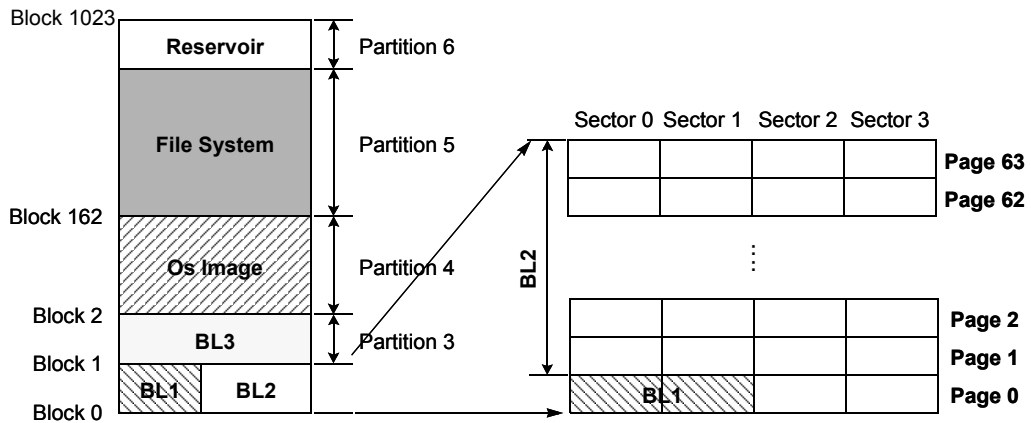 Block 1023
Reservoir
Partition 6
File System
Partition 5
Block 162
Os Image
Partition 4
Block 2
BL3
Partition 3
Block 1
BL1
BL2
Block 0
Sector 0 Sector 1 Sector 2 Sector 3
Page 63
Page 62
BL2
Page 2
Page 1
BL1
Page 0